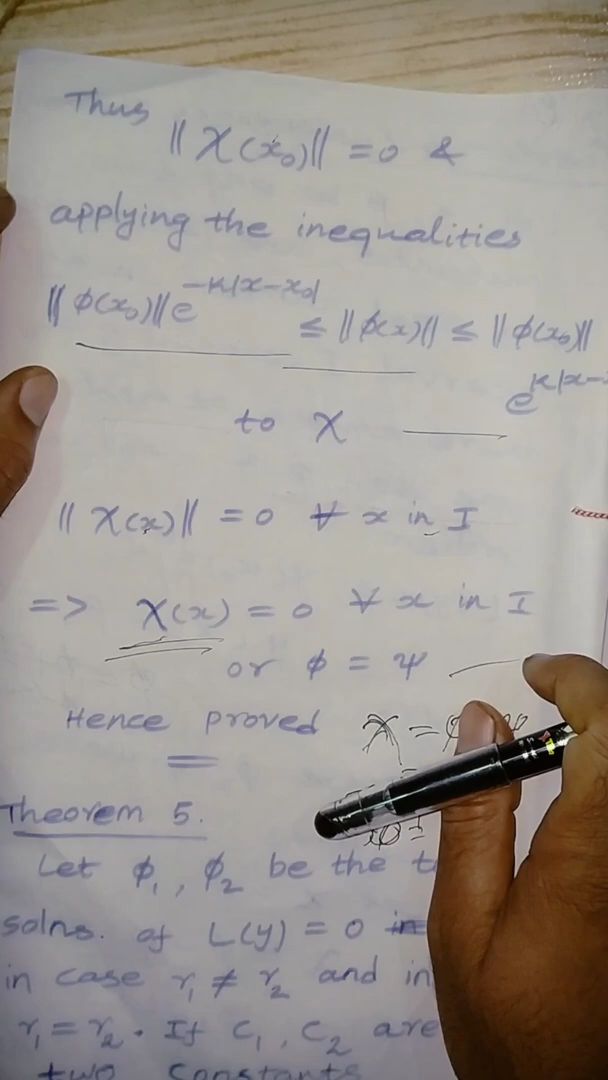 Thus
||χ(x₀)|| = 0 &
applying the inequalities
||φ(x₀)||e^{-k|x-x₀|} ≤ ||φ(x)|| ≤ ||φ(x₀)||
e^{k|x-
to χ
||χ(x)|| = 0 ∀ x in I
=> χ(x) = 0 ∀ x in I
or φ = ψ
Hence proved χ =
Theorem 5.
Let φ₁, φ₂ be the
solns. of L(y) = 0
in case r₁ ≠ r₂ and in
r₁ = r₂. If C₁, C₂ are
two constants